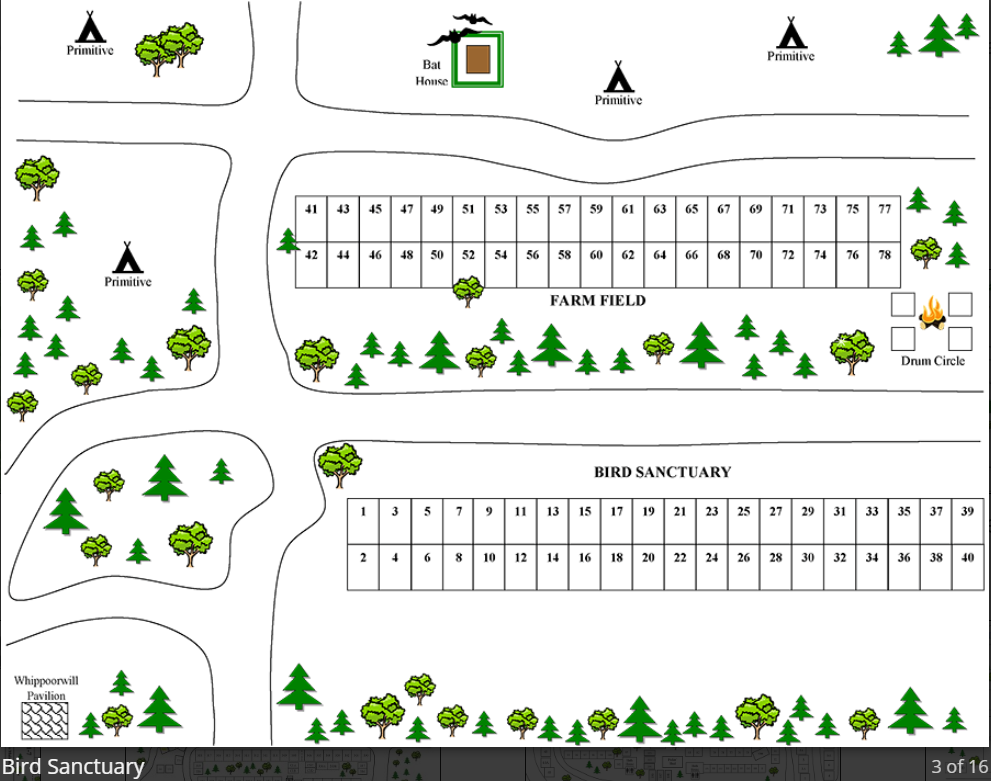 Primitive
Bat
House
Primitive
Primitive
41 43 45 47 49 51 53 55 57 59 61 63 65 67 69 71 73 75 77
42 44 46 48 50 52 54 56 58 60 62 64 66 68 70 72 74 76 78
Primitive
FARM FIELD
Drum Circle
BIRD SANCTUARY
1 3 5 7 9 11 13 15 17 19 21 23 25 27 29 31 33 35 37 39
2 4 6 8 10 12 14 16 18 20 22 24 26 28 30 32 34 36 38 40
Whippoorwill
Pavilion
Bird Sanctuary
3 of 16